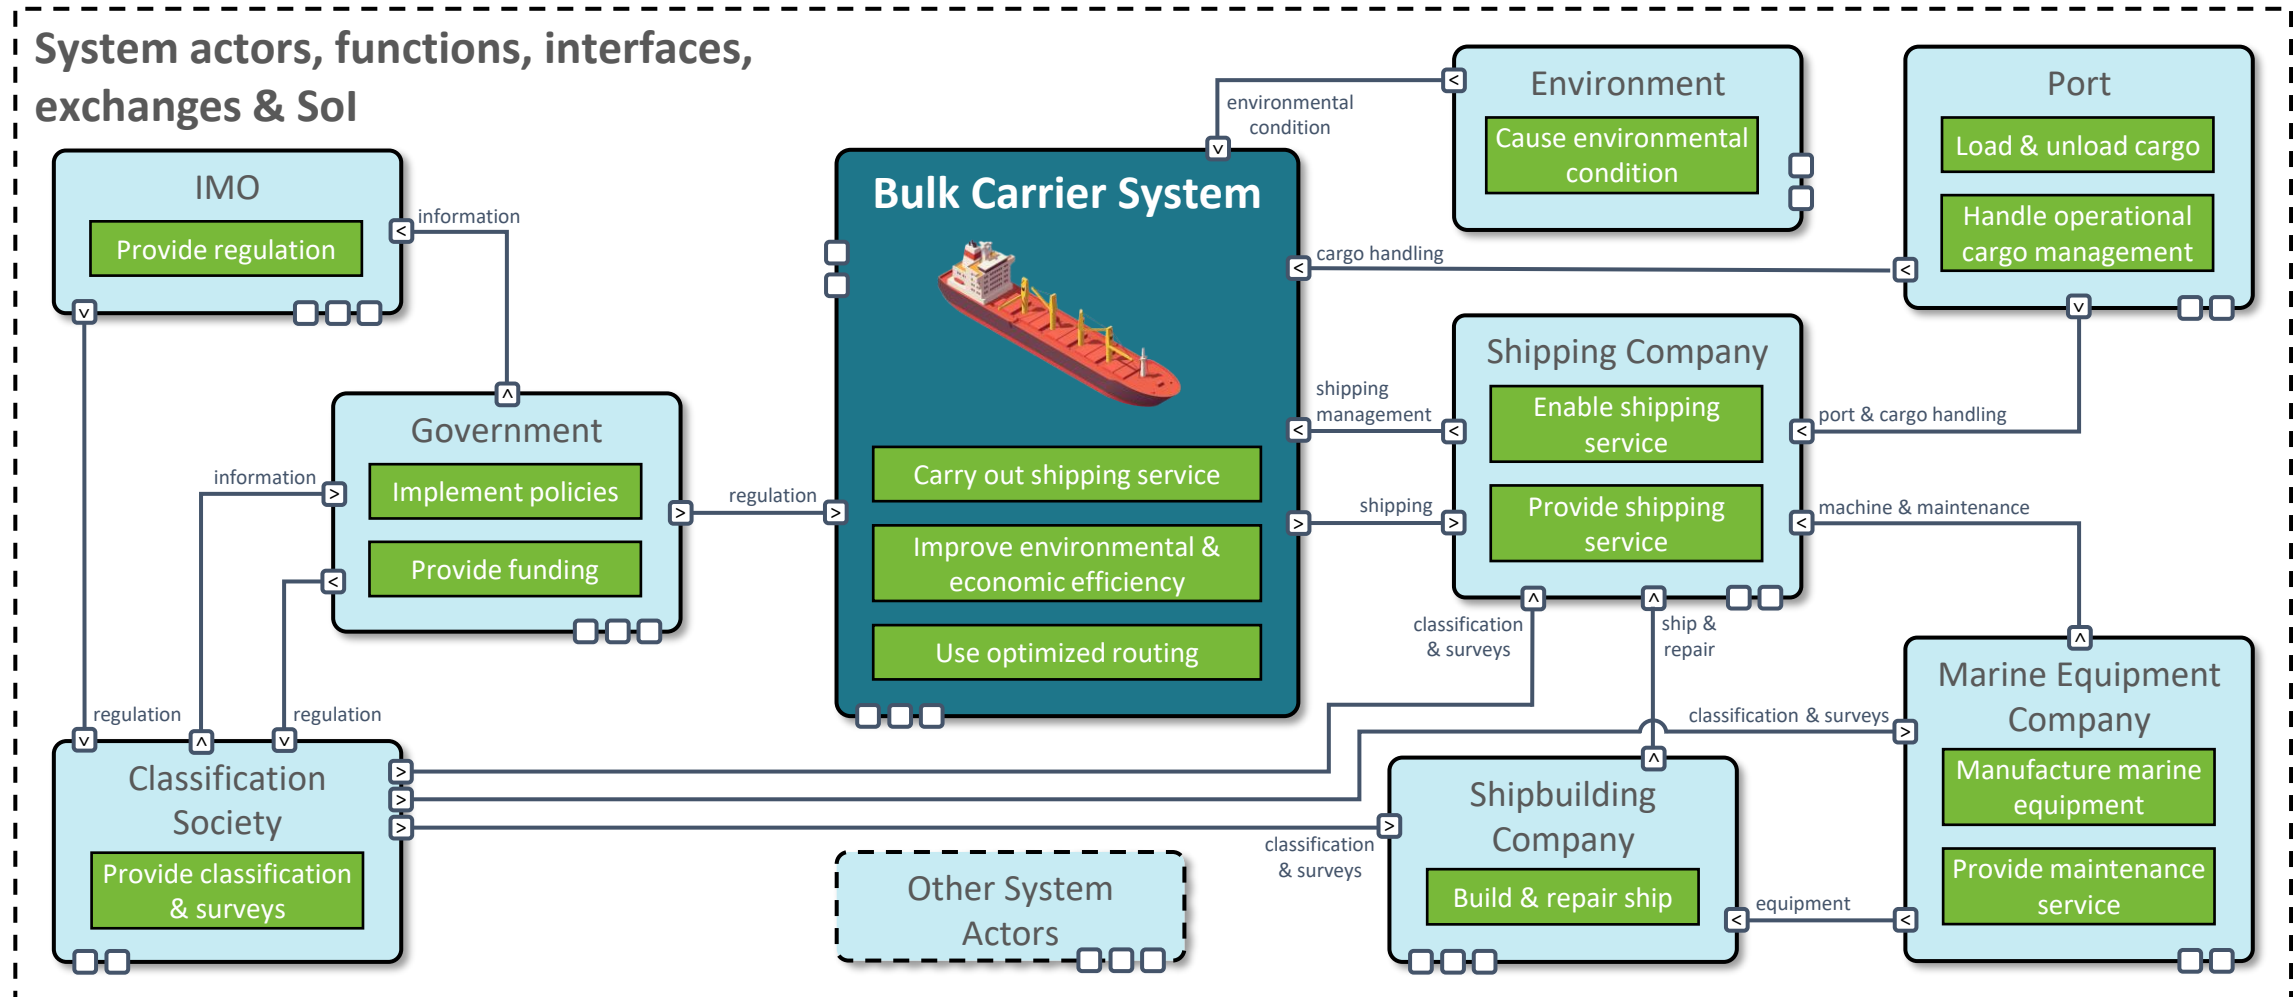 System actors, functions, interfaces,
exchanges & SoI
IMO
Provide regulation
information
Government
Implement policies
Provide funding
information
regulation
regulation
regulation
Classification
Society
Provide classification
& surveys
Bulk Carrier System
Carry out shipping service
Improve environmental &
economic efficiency
Use optimized routing
environmental
condition
Environment
Cause environmental
condition
cargo handling
Port
Load & unload cargo
Handle operational
cargo management
shipping
management
shipping
Shipping Company
Enable shipping
service
Provide shipping
service
port & cargo handling
machine & maintenance
classification
& surveys
ship &
repair
classification & surveys
Marine Equipment
Company
Manufacture marine
equipment
Provide maintenance
service
classification
& surveys
Shipbuilding
Company
Build & repair ship
equipment
Other System
Actors